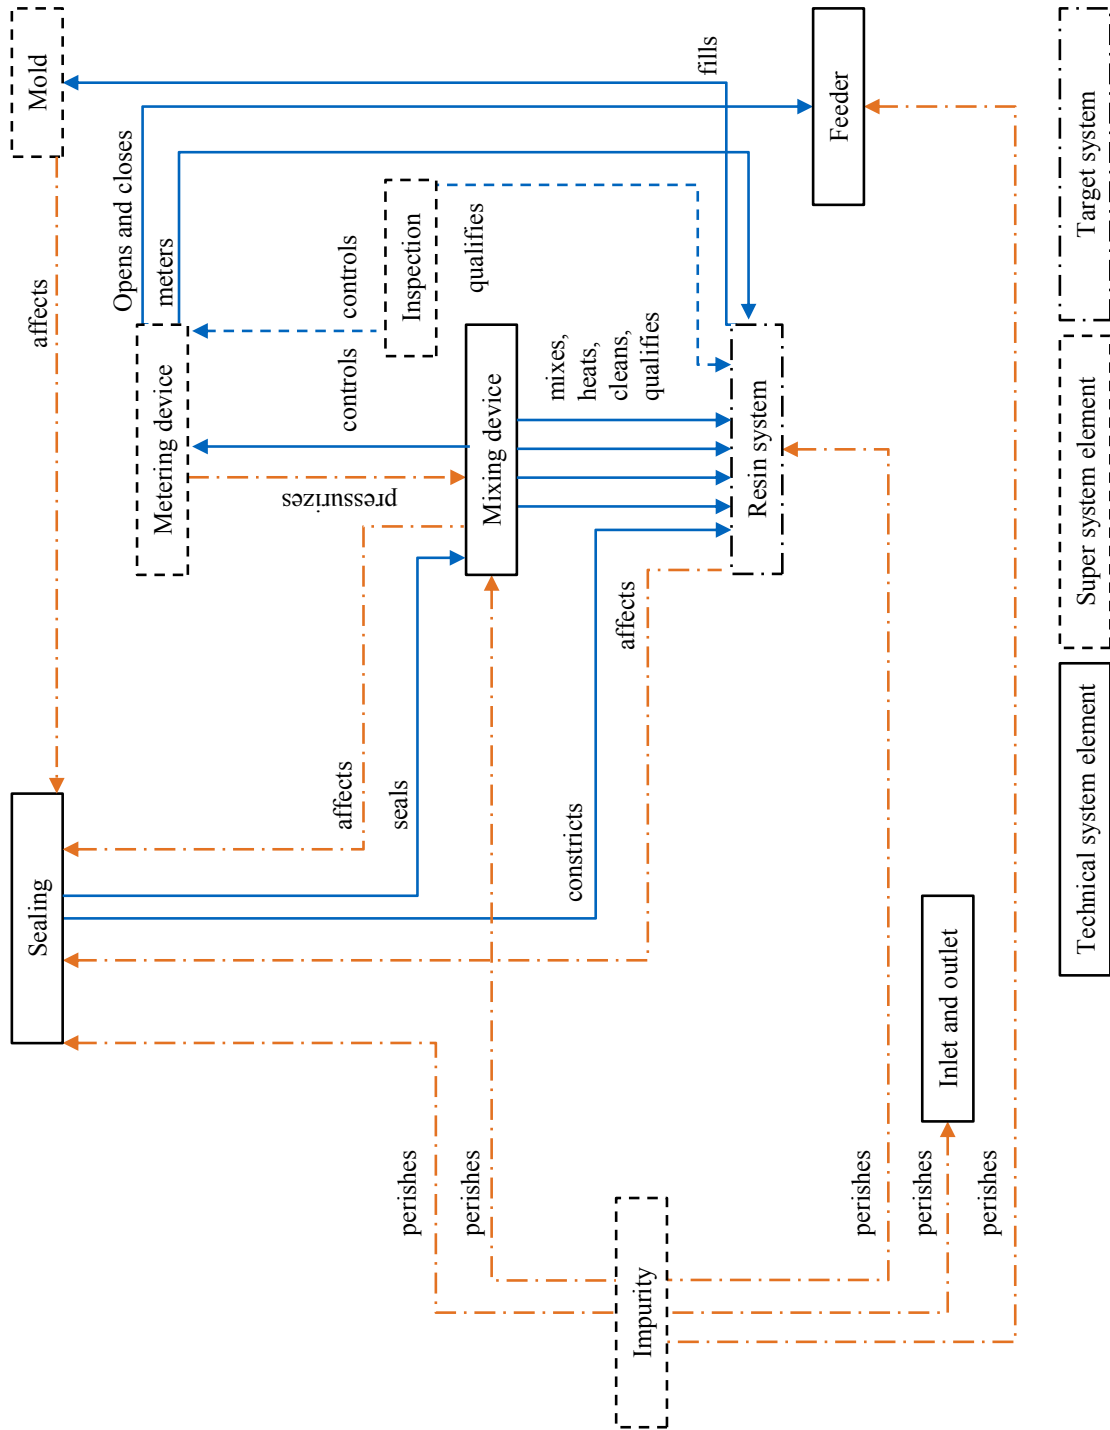 Impurity
perishes
perishes
perishes
perishes
perishes
Sealing
Inlet and outlet
affects
seals
constricts
affects
affects
Metering device
pressurizes
controls
Mixing device
mixes,
heats,
cleans,
qualifies
Resin system
Opens and closes
meters
controls
Inspection
qualifies
Mold
fills
Feeder
Technical system element
Super system element
Target system